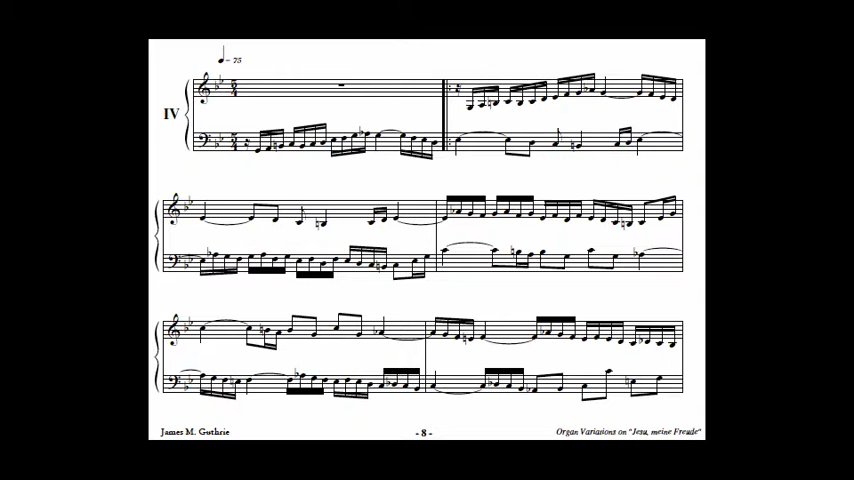 ♩= 75
IV
James M. Guthrie
- 8 -
Organ Variations on "Jesu, meine Freude"